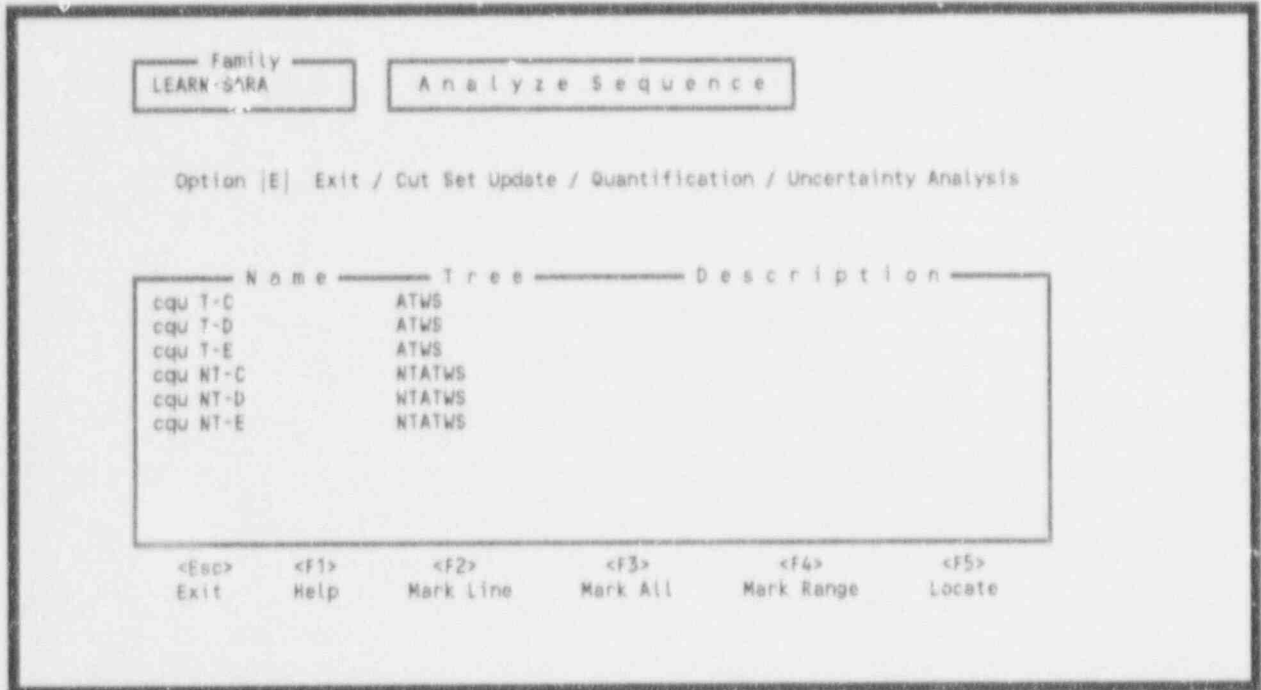 Family
LEARN-SARA
Analyze Sequence
Option |E| Exit / Cut Set Update / Quantification / Uncertainty Analysis
Name Tree Description
cqu T-C ATWS
cqu T-D ATWS
cqu T-E ATWS
cqu NT-C NTATWS
cqu NT-D NTATWS
cqu NT-E NTATWS
<Esc> <F1> <F2> <F3> <F4> <F5>
Exit Help Mark Line Mark All Mark Range Locate